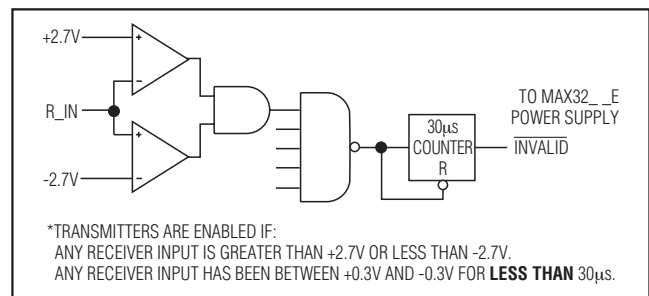 +2.7V
+
-
R_IN
+
-
-2.7V
30µs
COUNTER
R
TO MAX32_ _E
POWER SUPPLY
INVALID
*TRANSMITTERS ARE ENABLED IF:
ANY RECEIVER INPUT IS GREATER THAN +2.7V OR LESS THAN -2.7V.
ANY RECEIVER INPUT HAS BEEN BETWEEN +0.3V AND -0.3V FOR LESS THAN 30µs.